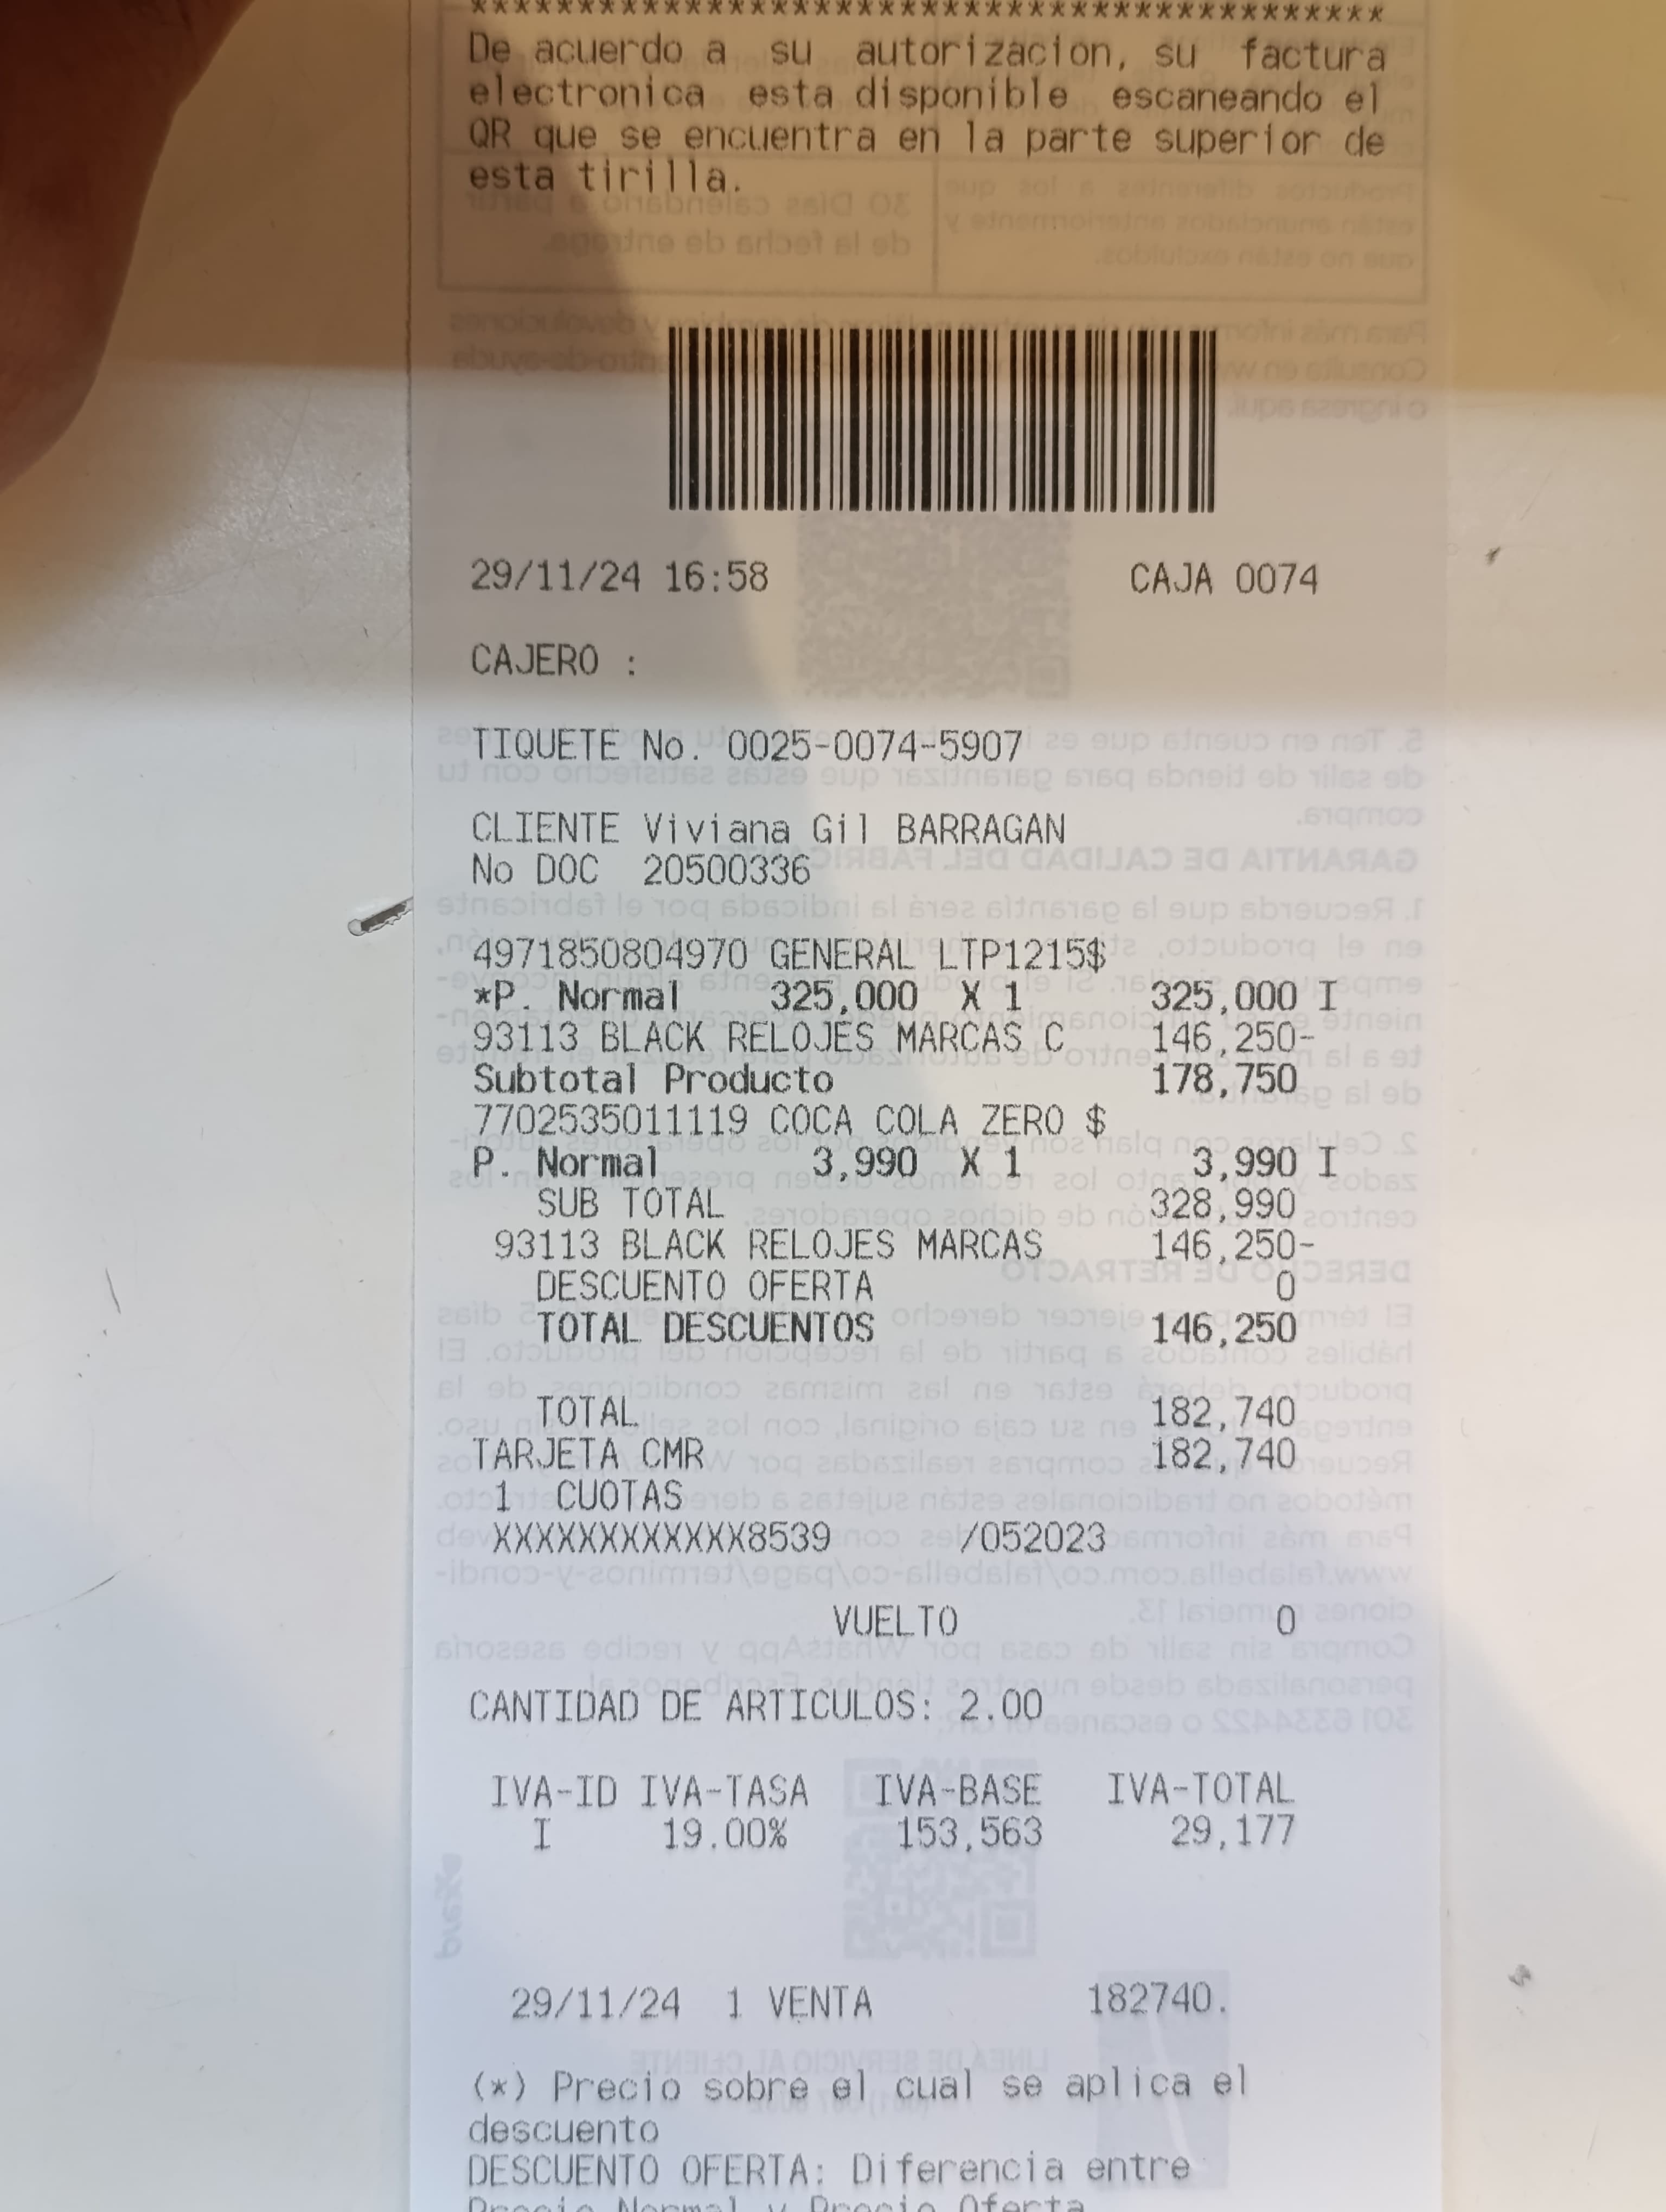 ******************************************
De acuerdo a su autorizacion, su factura
electronica esta disponible escaneando el
QR que se encuentra en la parte superior de
esta tirilla.
29/11/24 16:58 CAJA 0074
CAJERO :
TIQUETE No. 0025-0074-5907
CLIENTE Viviana Gil BARRAGAN
No DOC 20500336
4971850804970 GENERAL LTP1215$
*P. Normal 325,000 X 1 325,000 I
93113 BLACK RELOJES MARCAS C 146,250-
Subtotal Producto 178,750
7702535011119 COCA COLA ZERO $
P. Normal 3,990 X 1 3,990 I
SUB TOTAL 328,990
93113 BLACK RELOJES MARCAS 146,250-
DESCUENTO OFERTA 0
TOTAL DESCUENTOS 146,250
TOTAL 182,740
TARJETA CMR 182,740
1 CUOTAS
XXXXXXXXXXXX8539 /052023
VUELTO 0
CANTIDAD DE ARTICULOS: 2.00
IVA-ID IVA-TASA IVA-BASE IVA-TOTAL
I 19.00% 153,563 29,177
29/11/24 1 VENTA 182740.
(*) Precio sobre el cual se aplica el
descuento
DESCUENTO OFERTA: Diferencia entre
Precio Normal y Precio Oferta